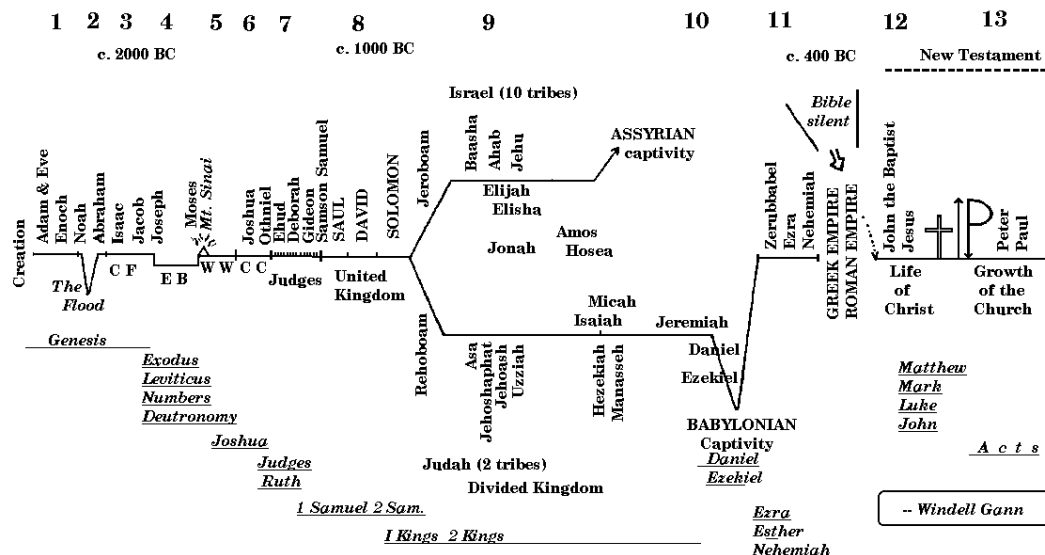 1 2 3 4 5 6 7 8 9 10 11 12 13
c. 2000 BC
c. 1000 BC
c. 400 BC
New Testament
Israel (10 tribes)
Bible
silent
ASSYRIAN
captivity
Creation
Adam & Eve
Enoch
Noah
Abraham
Isaac
Jacob
Joseph
Moses
Mt. Sinai
Joshua
Othniel
Ehud
Deborah
Gideon
Samson
Samuel
SAUL
DAVID
SOLOMON
Jeroboam
Baasha
Ahab
Jehu
Elijah
Elisha
Jonah
Amos
Hosea
Zerubbabel
Ezra
Nehemiah
GREEK EMPIRE
ROMAN EMPIRE
John the Baptist
Jesus
Peter
Paul
The
Flood
C F
E B
W W
C C
Judges
United
Kingdom
Life
of
Christ
Growth
of the
Church
Micah
Isaiah
Jeremiah
Daniel
Ezekiel
Rehoboam
Asa
Jehoshaphat
Jehoash
Uzziah
Hezekiah
Manasseh
BABYLONIAN
Captivity
Judah (2 tribes)
Divided Kingdom
Genesis
Exodus
Leviticus
Numbers
Deutronomy
Joshua
Judges
Ruth
1 Samuel 2 Sam.
I Kings 2 Kings
Daniel
Ezekiel
Ezra
Esther
Nehemiah
Matthew
Mark
Luke
John
A c t s
-- Windell Gann